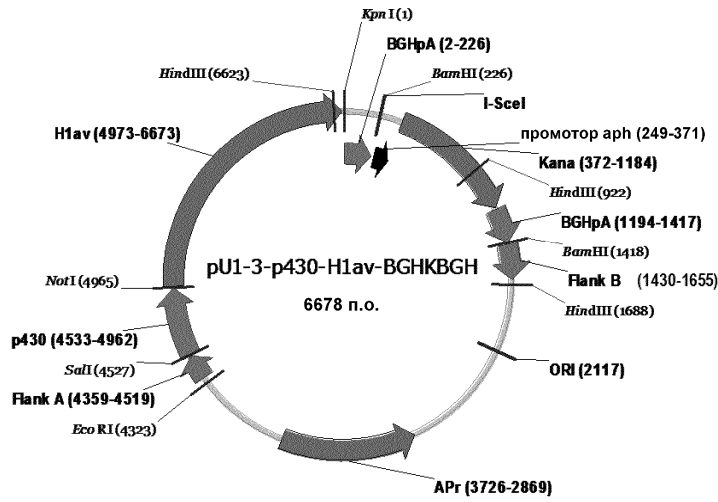 KpnI(1)
BGHpA (2-226)
HindIII(6623)
BamHI(226)
I-SceI
H1av (4973-6673)
промотор aph (249-371)
Kana (372-1184)
HindIII(922)
BGHpA (1194-1417)
BamHI(1418)
pU1-3-p430-H1av-BGHKBGH
Flank B (1430-1655)
NotI(4965)
6678 п.о.
HindIII(1688)
p430 (4533-4962)
SalI(4527)
ORI (2117)
Flank A (4359-4519)
EcoRI(4323)
APr (3726-2869)